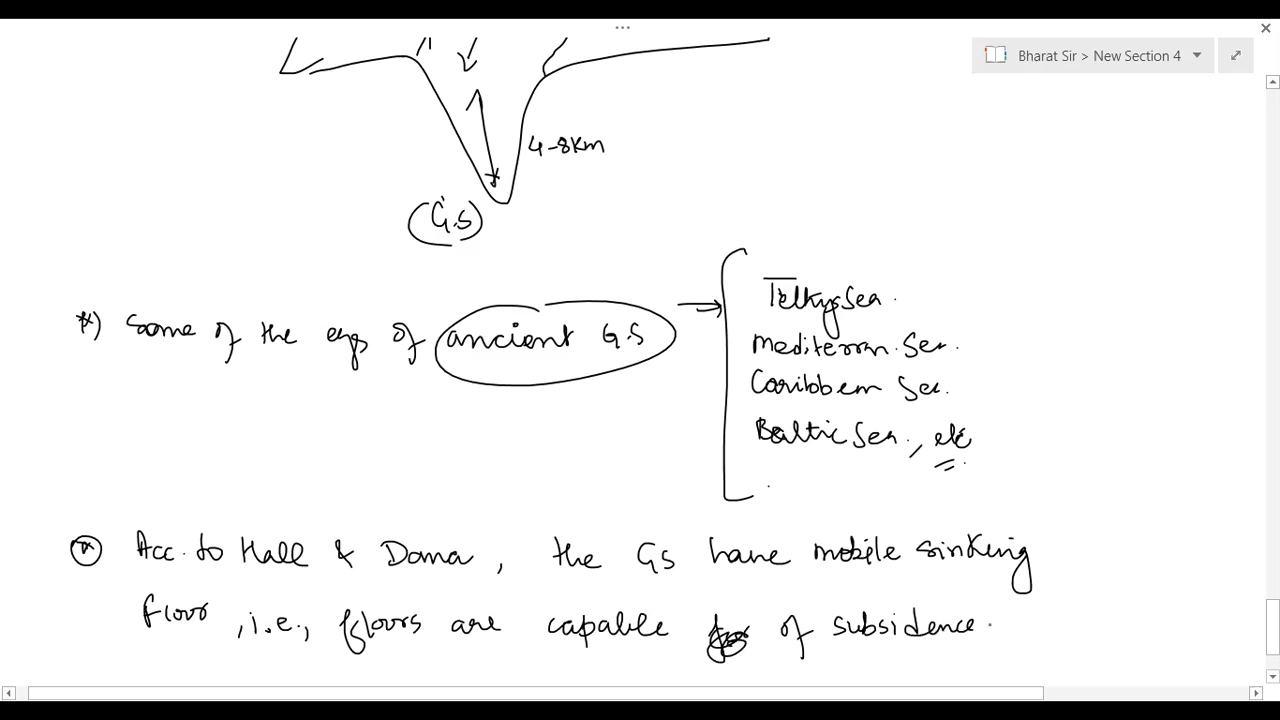 Bharat Sir > New Section 4
4-8km
(G.S)
*) Some of the egs of ancient G.S →
Tethys Sea.
Mediterran. Sea.
Caribbean Sea.
Baltic Sea., etc
* Acc. to Hall & Dana, the GS have mobile sinking
floor, i.e., floors are capable of subsidence.